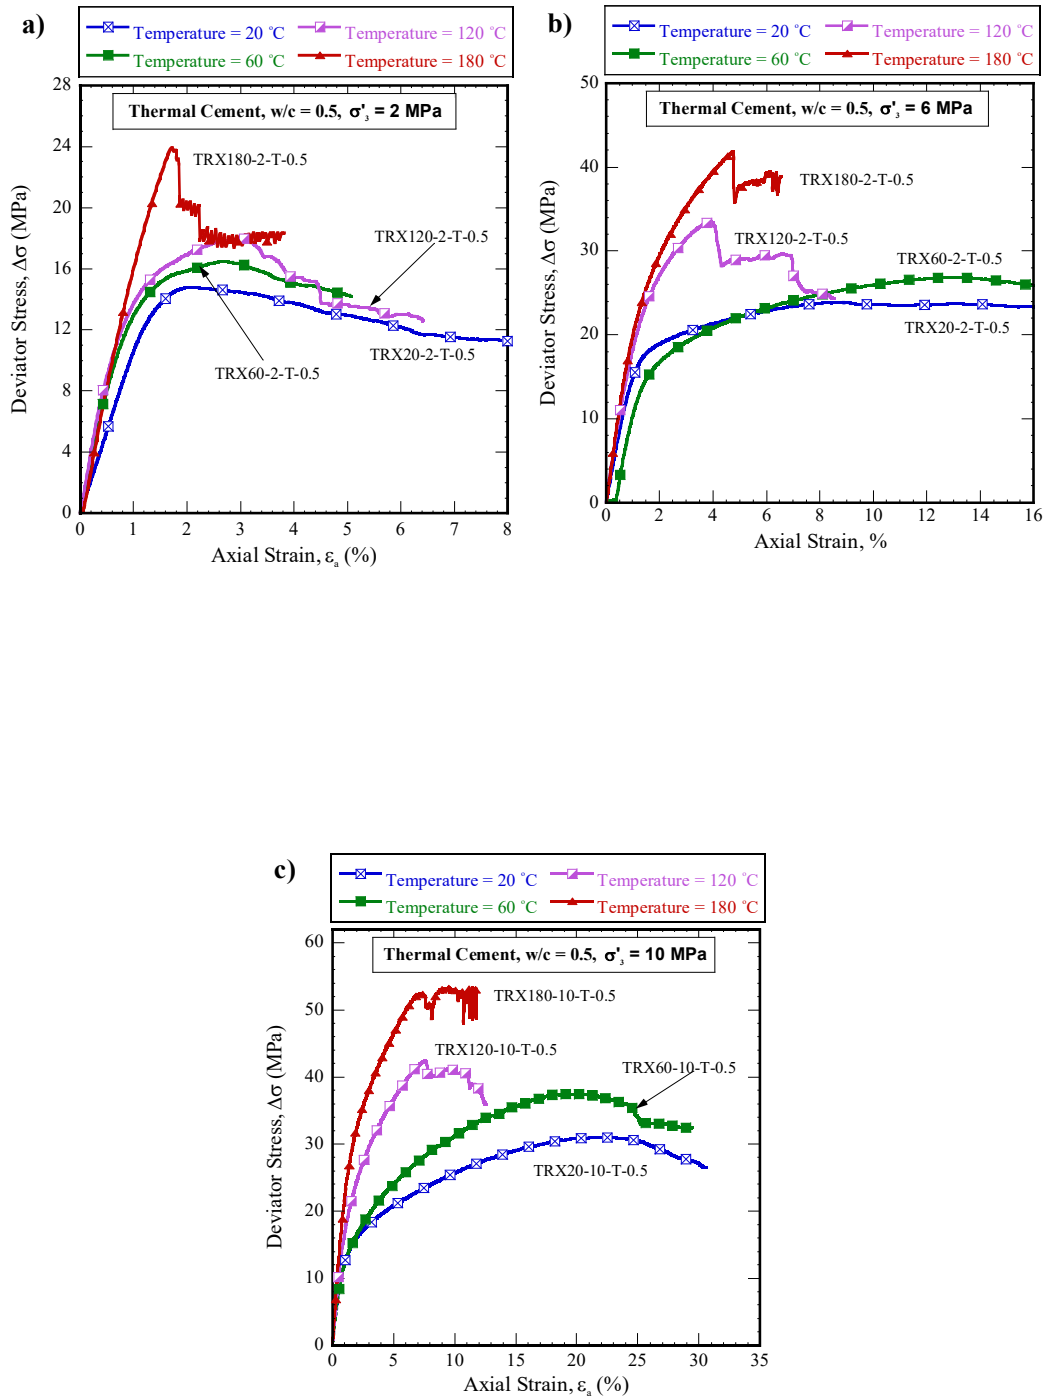 a)
Temperature = 20 °C
Temperature = 120 °C
Temperature = 60 °C
Temperature = 180 °C
Thermal Cement, w/c = 0.5, σ'₃ = 2 MPa
Deviator Stress, Δσ (MPa)
28
24
20
16
12
8
4
0
TRX180-2-T-0.5
TRX120-2-T-0.5
TRX20-2-T-0.5
TRX60-2-T-0.5
0 1 2 3 4 5 6 7 8
Axial Strain, εₐ (%)
b)
Temperature = 20 °C
Temperature = 120 °C
Temperature = 60 °C
Temperature = 180 °C
Thermal Cement, w/c = 0.5, σ'₃ = 6 MPa
Deviator Stress, Δσ (MPa)
50
40
30
20
10
0
TRX180-2-T-0.5
TRX120-2-T-0.5
TRX60-2-T-0.5
TRX20-2-T-0.5
0 2 4 6 8 10 12 14 16
Axial Strain, %
c)
Temperature = 20 °C
Temperature = 120 °C
Temperature = 60 °C
Temperature = 180 °C
Thermal Cement, w/c = 0.5, σ'₃ = 10 MPa
Deviator Stress, Δσ (MPa)
60
50
40
30
20
10
0
TRX180-10-T-0.5
TRX120-10-T-0.5
TRX60-10-T-0.5
TRX20-10-T-0.5
0 5 10 15 20 25 30 35
Axial Strain, εₐ (%)